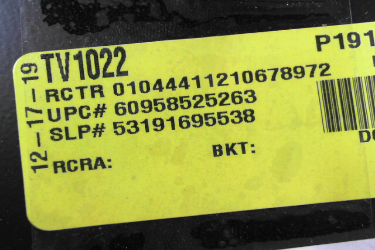 12-17-19
TV1022
P191
RCTR 01044411210678972
UPC# 60958525263
SLP# 53191695538
RCRA:
BKT: